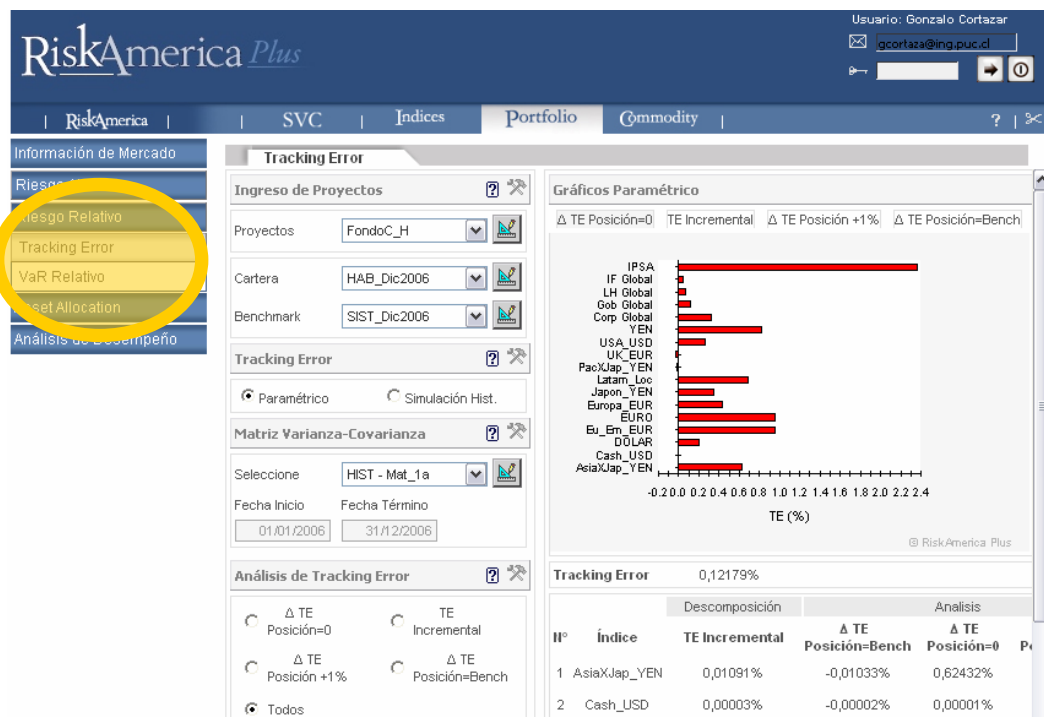 Usuario: Gonzalo Cortazar
RiskAmerica Plus
gcortaza@ing.puc.cl
| RiskAmerica | | SVC | Indices Portfolio Commodity | ? |
Información de Mercado
Riesgo
Riesgo Relativo
Tracking Error
VaR Relativo
Asset Allocation
Análisis de Desempeño
Tracking Error
Ingreso de Proyectos ?
Proyectos FondoC_H
Cartera HAB_Dic2006
Benchmark SIST_Dic2006
Tracking Error ?
Paramétrico Simulación Hist.
Matriz Varianza-Covarianza ?
Seleccione HIST - Mat_1a
Fecha Inicio Fecha Término
01/01/2006 31/12/2006
Análisis de Tracking Error ?
Δ TE Posición=0
TE Incremental
Δ TE Posición +1%
Δ TE Posición=Bench
Todos
Gráficos Paramétrico
Δ TE Posición=0 TE Incremental Δ TE Posición +1% Δ TE Posición=Bench
IPSA
IF Global
LH Global
Gob Global
Corp Global
YEN
USA_USD
UK_EUR
PacXJap_YEN
Latam_Loc
Japon_YEN
Europa_EUR
EURO
Eu_Em_EUR
DOLAR
Cash_USD
AsiaXJap_YEN
-0.2 0.0 0.2 0.4 0.6 0.8 1.0 1.2 1.4 1.6 1.8 2.0 2.2 2.4
TE (%)
® RiskAmerica Plus
Tracking Error 0,12179%
Descomposición Analisis
N° Índice TE Incremental Δ TE Posición=Bench Δ TE Posición=0
1 AsiaXJap_YEN 0,01091% -0,01033% 0,62432%
2 Cash_USD 0,00003% -0,00002% 0,00001%